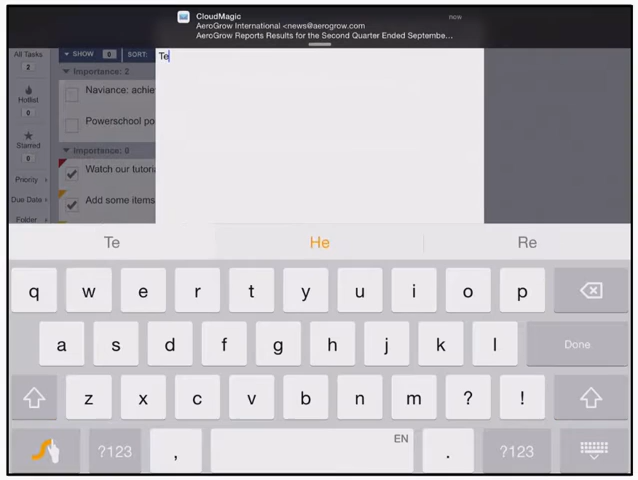 CloudMagic
now
AeroGrow International <news@aerogrow.com
AeroGrow Reports Results for the Second Quarter Ended Septembe...
All Tasks
2
SHOW 8 SORT:
Te
Importance: 2
Hotlist
0
Naviance: achie
Powerschool po
Starred
0
Importance: 0
Priority
Watch our tutoria
Due Date
Add some items
Folder
Te He Re
q w e r t y u i o p
a s d f g h j k l Done
z x c v b n m ? !
?123 , EN . ?123